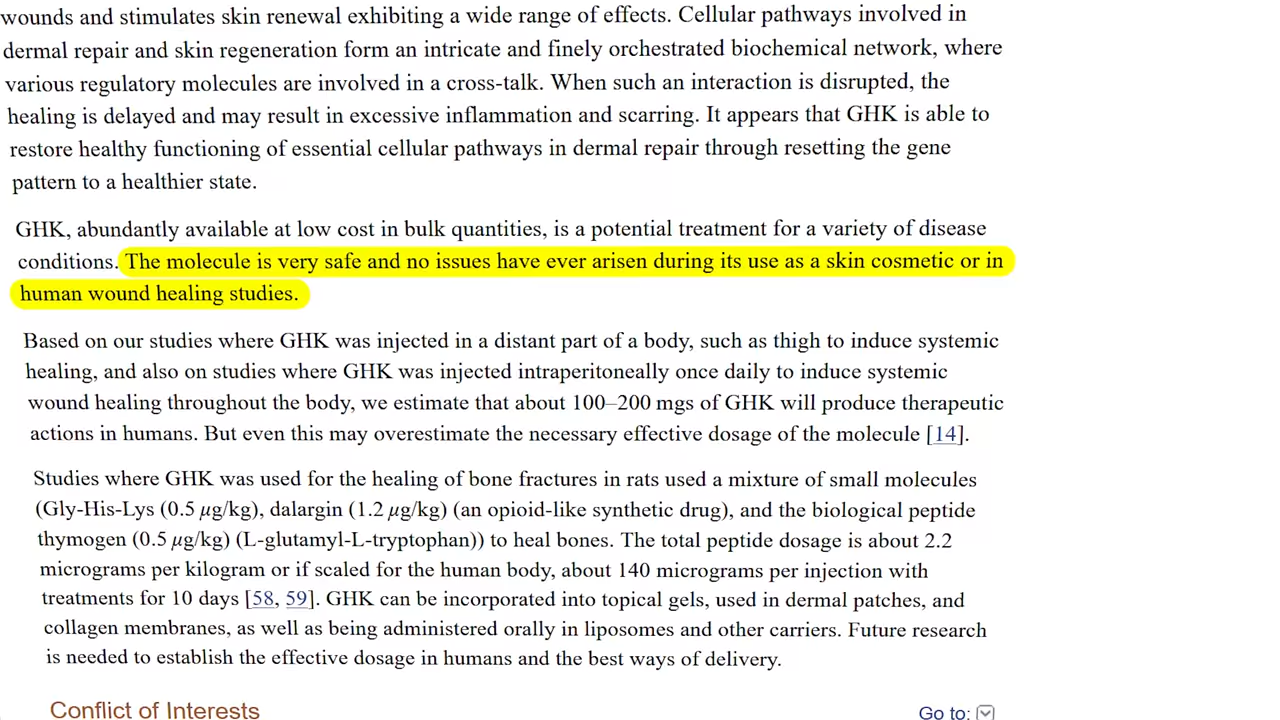 wounds and stimulates skin renewal exhibiting a wide range of effects. Cellular pathways involved in
dermal repair and skin regeneration form an intricate and finely orchestrated biochemical network, where
various regulatory molecules are involved in a cross-talk. When such an interaction is disrupted, the
healing is delayed and may result in excessive inflammation and scarring. It appears that GHK is able to
restore healthy functioning of essential cellular pathways in dermal repair through resetting the gene
pattern to a healthier state.
GHK, abundantly available at low cost in bulk quantities, is a potential treatment for a variety of disease
conditions. The molecule is very safe and no issues have ever arisen during its use as a skin cosmetic or in
human wound healing studies.
Based on our studies where GHK was injected in a distant part of a body, such as thigh to induce systemic
healing, and also on studies where GHK was injected intraperitoneally once daily to induce systemic
wound healing throughout the body, we estimate that about 100–200 mgs of GHK will produce therapeutic
actions in humans. But even this may overestimate the necessary effective dosage of the molecule [14].
Studies where GHK was used for the healing of bone fractures in rats used a mixture of small molecules
(Gly-His-Lys (0.5 μg/kg), dalargin (1.2 μg/kg) (an opioid-like synthetic drug), and the biological peptide
thymogen (0.5 μg/kg) (L-glutamyl-L-tryptophan)) to heal bones. The total peptide dosage is about 2.2
micrograms per kilogram or if scaled for the human body, about 140 micrograms per injection with
treatments for 10 days [58, 59]. GHK can be incorporated into topical gels, used in dermal patches, and
collagen membranes, as well as being administered orally in liposomes and other carriers. Future research
is needed to establish the effective dosage in humans and the best ways of delivery.
Conflict of Interests
Go to: